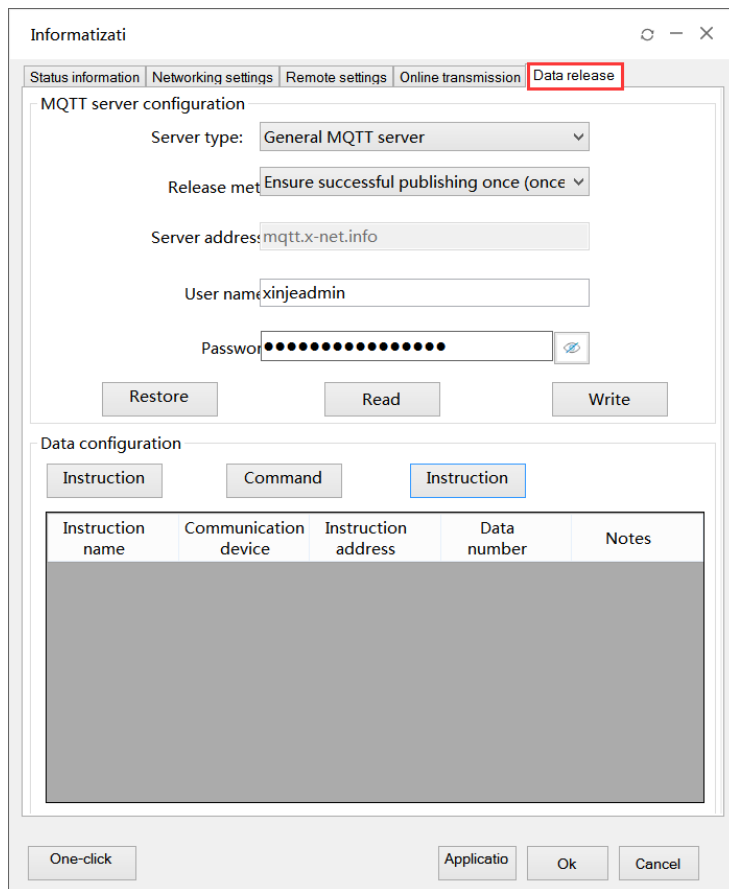 Informatizati
Status information Networking settings Remote settings Online transmission Data release
MQTT server configuration
Server type: General MQTT server
Release met Ensure successful publishing once (once
Server address mqtt.x-net.info
User name xinjeadmin
Passwor ●●●●●●●●●●●●●●●●
Restore Read Write
Data configuration
Instruction Command Instruction
Instruction name Communication device Instruction address Data number Notes
One-click Applicatio Ok Cancel